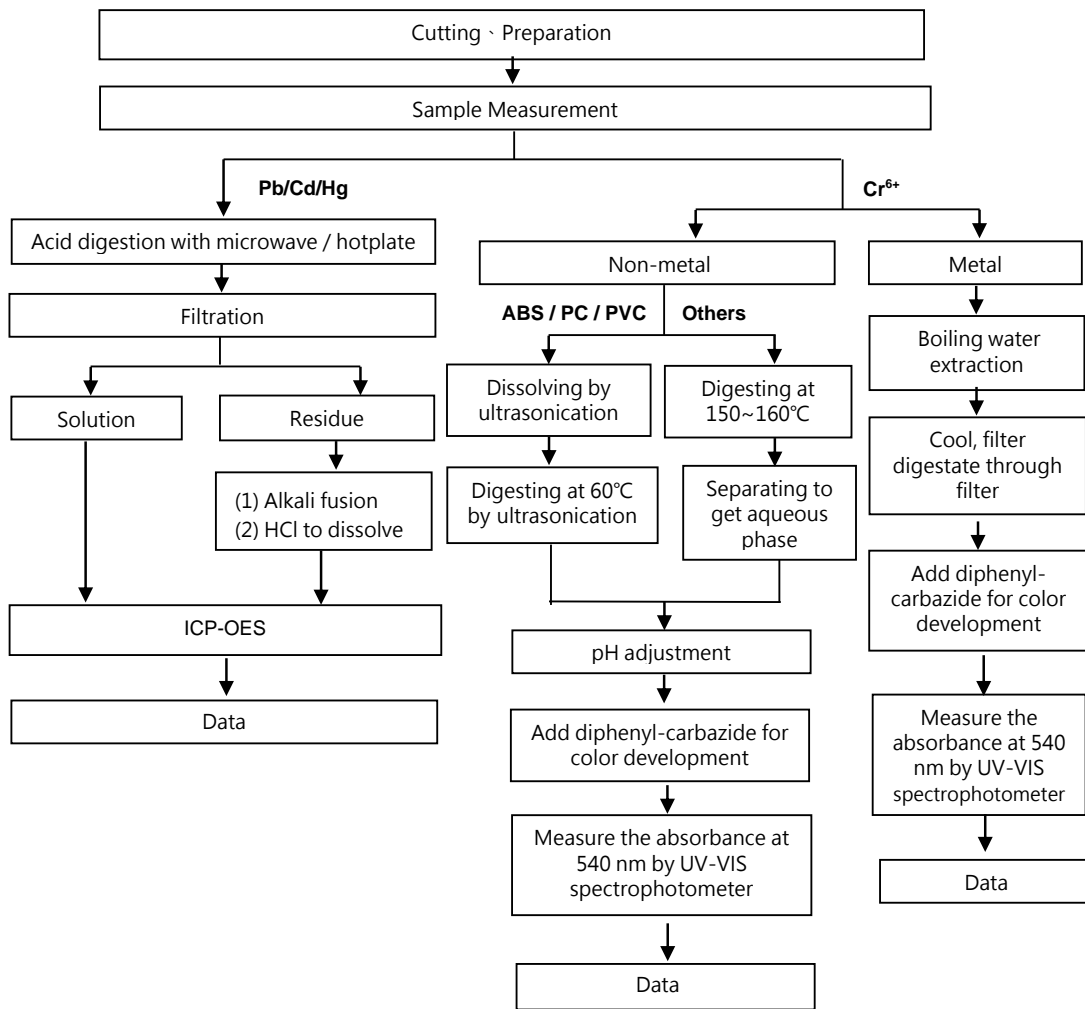 Cutting、Preparation
Sample Measurement
Pb/Cd/Hg
Cr6+
Acid digestion with microwave / hotplate
Filtration
Solution
Residue
(1) Alkali fusion
(2) HCl to dissolve
ICP-OES
Data
Non-metal
ABS / PC / PVC
Others
Dissolving by
ultrasonication
Digesting at 60℃
by ultrasonication
Digesting at
150~160℃
Separating to
get aqueous
phase
pH adjustment
Add diphenyl-carbazide for
color development
Measure the absorbance at
540 nm by UV-VIS
spectrophotometer
Data
Metal
Boiling water
extraction
Cool, filter
digestate through
filter
Add diphenyl-
carbazide for color
development
Measure the
absorbance at 540
nm by UV-VIS
spectrophotometer
Data